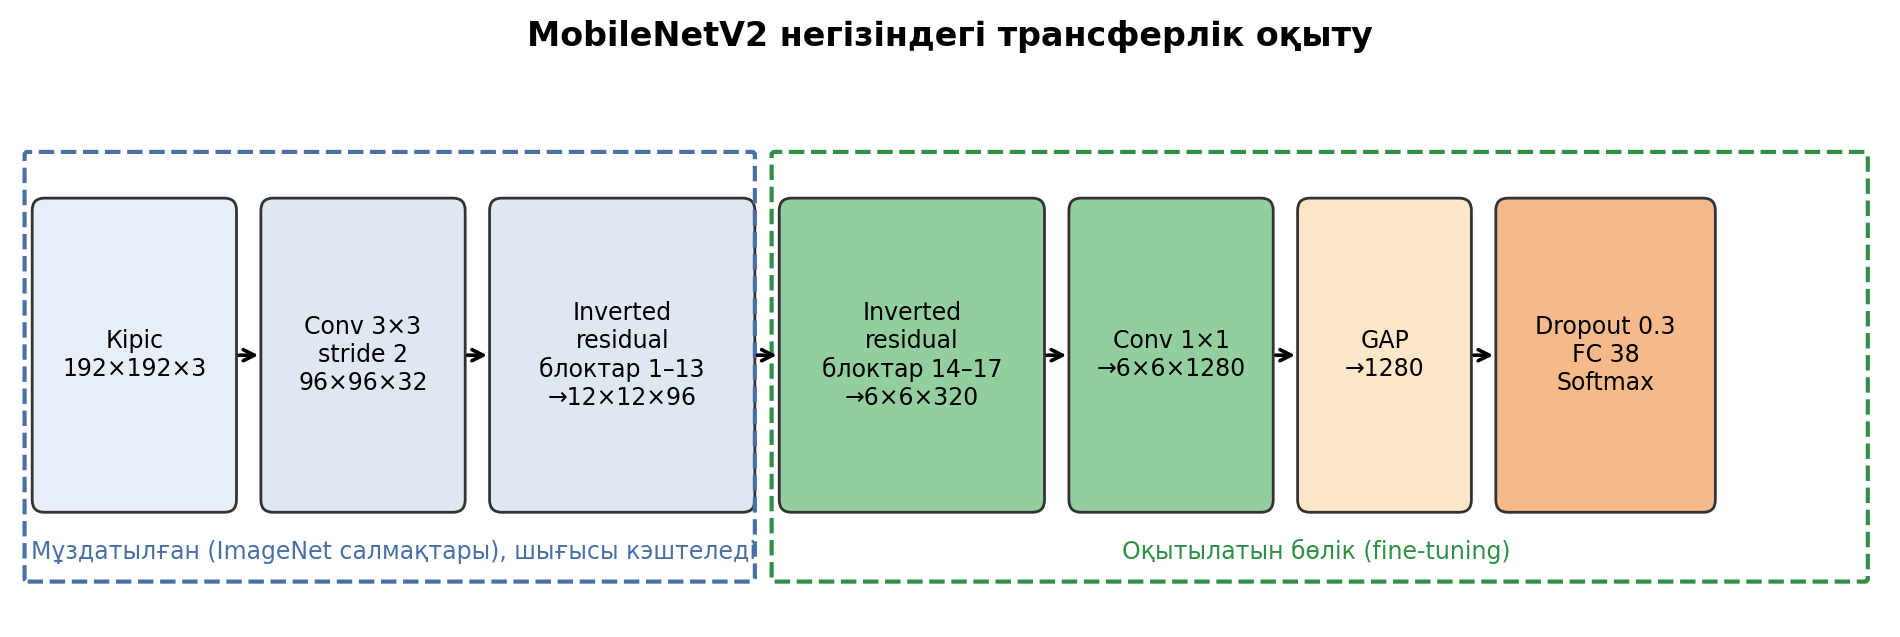 MobileNetV2 негізіндегі трансферлік оқыту
Кіріс
192×192×3
Conv 3×3
stride 2
96×96×32
Inverted
residual
блоктар 1–13
→12×12×96
Inverted
residual
блоктар 14–17
→6×6×320
Conv 1×1
→6×6×1280
GAP
→1280
Dropout 0.3
FC 38
Softmax
Мұздатылған (ImageNet салмақтары), шығысы кэштеледі
Оқытылатын бөлік (fine-tuning)